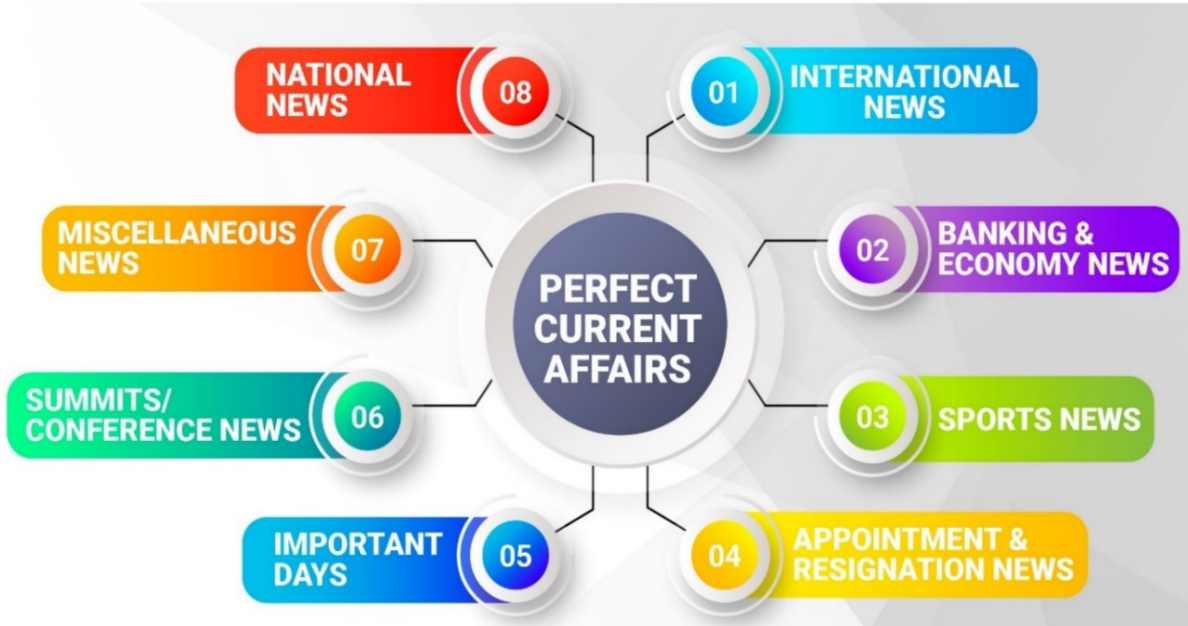 PERFECT
CURRENT
AFFAIRS
01
INTERNATIONAL
NEWS
02
BANKING &
ECONOMY NEWS
03
SPORTS NEWS
04
APPOINTMENT &
RESIGNATION NEWS
05
IMPORTANT
DAYS
06
SUMMITS/
CONFERENCE NEWS
07
MISCELLANEOUS
NEWS
08
NATIONAL
NEWS